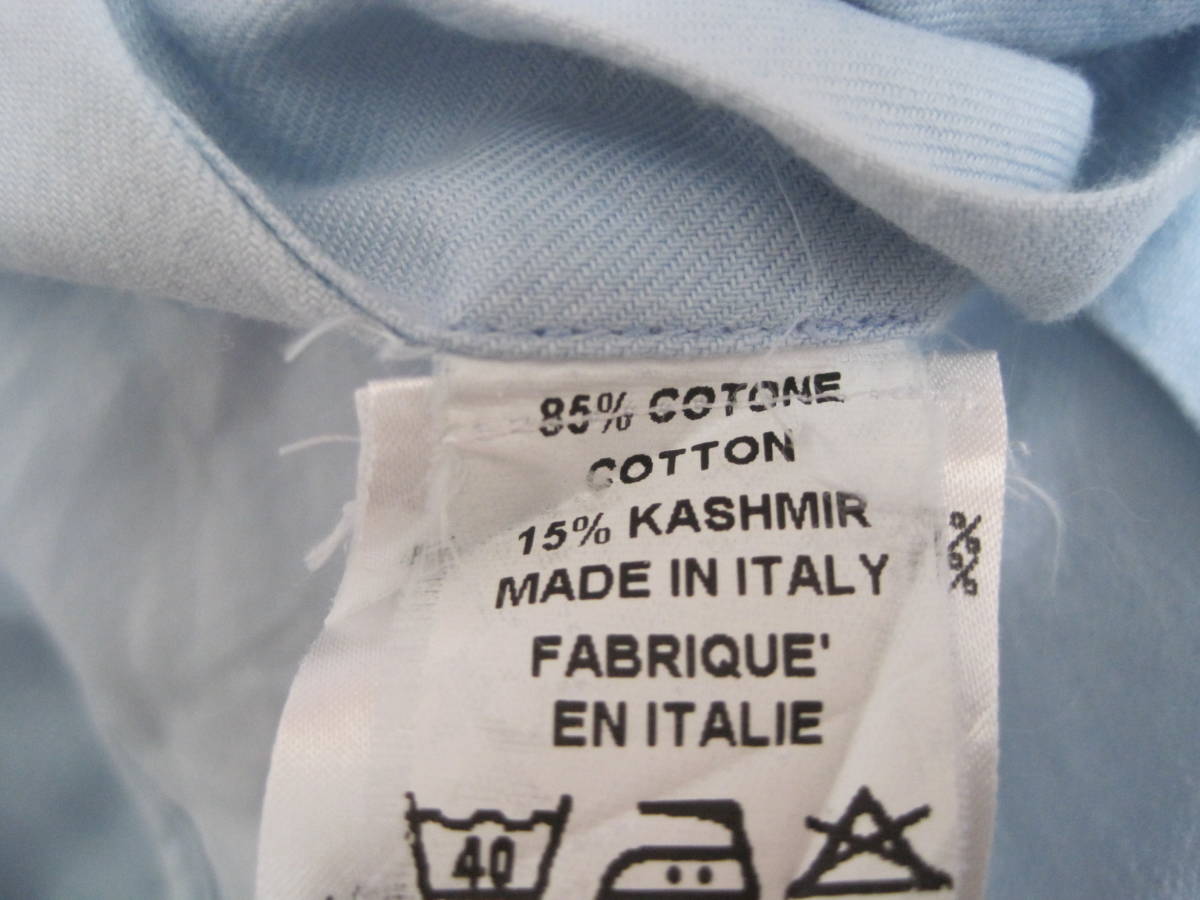 85% COTONE
COTTON
15% KASHMIR
MADE IN ITALY
FABRIQUE'
EN ITALIE
40
%
%